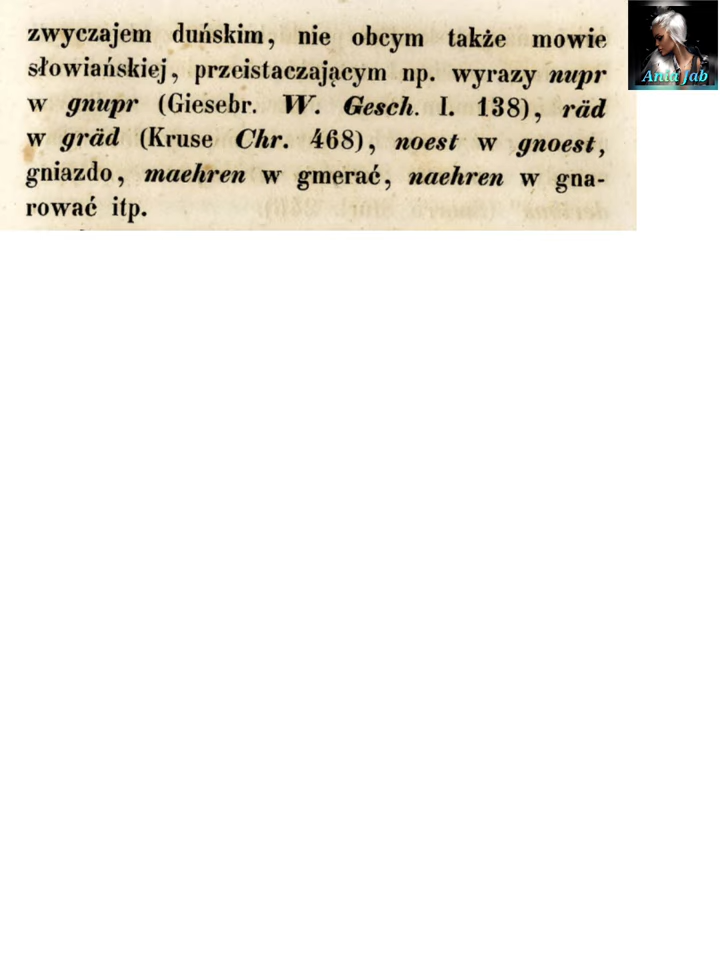 zwyczajem duńskim, nie obcym także mowie
słowiańskiej, przeistaczającym np. wyrazy nupr
w gnupr (Giesebr. W. Gesch. I. 138), räd
w gräd (Kruse Chr. 468), noest w gnoest,
gniazdo, maehren w gmerać, naehren w gna-
rować itp.
Ania Jab